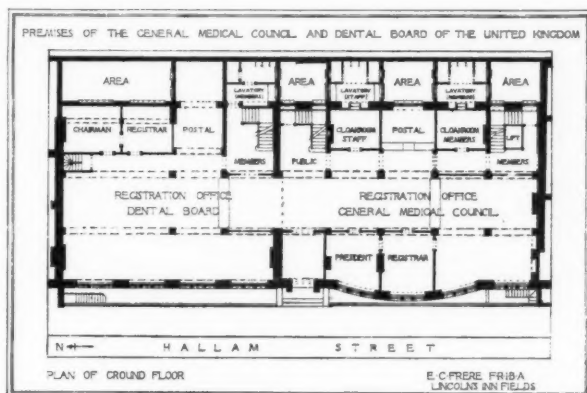 PREMISES OF THE GENERAL MEDICAL COUNCIL AND DENTAL BOARD OF THE UNITED KINGDOM
AREA
LAVATORY
AREA
LAVATORY
(STAFF)
AREA
LAVATORY
AREA
CHAIRMAN
REGISTRAR
POSTAL
MEMBERS
PUBLIC
CLOAKROOM
STAFF
POSTAL
CLOAKROOM
MEMBERS
LIFT
MEMBERS
REGISTRATION OFFICE
DENTAL BOARD
REGISTRATION OFFICE
GENERAL MEDICAL COUNCIL
PRESIDENT
REGISTRAR
N
HALLAM STREET
PLAN OF GROUND FLOOR
E·C·FRERE F·R·I·B·A
LINCOLN'S INN FIELDS